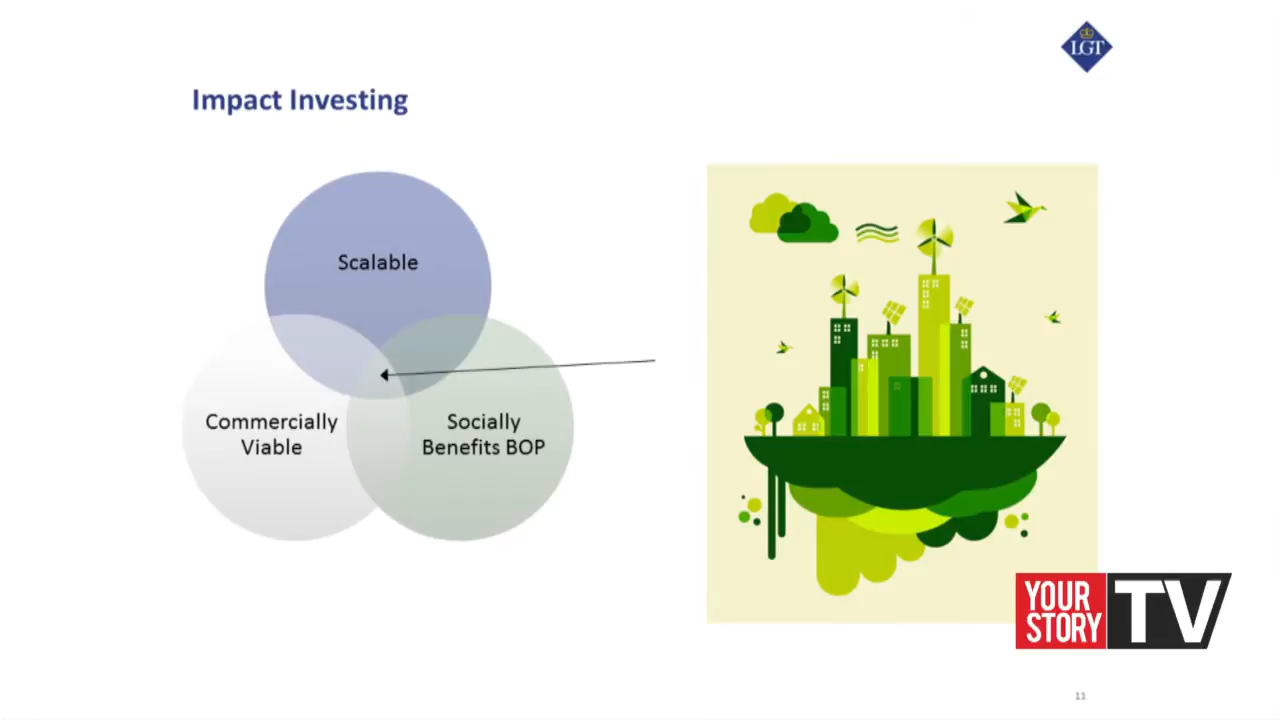 LGT
Impact Investing
Scalable
Commercially
Viable
Socially
Benefits BOP
YOUR
STORY
TV
11